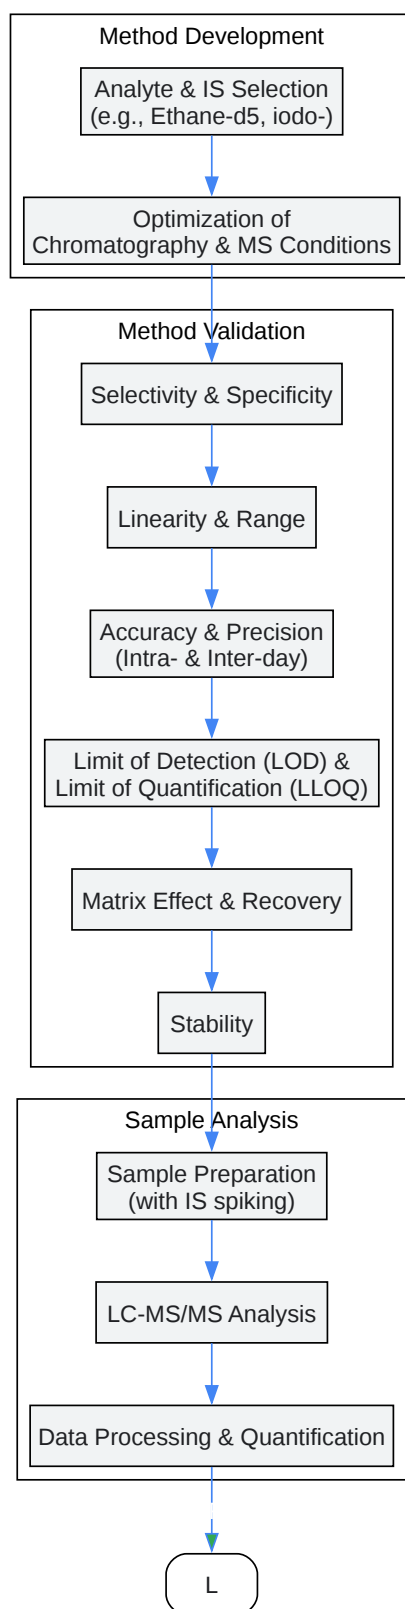 Method Development
Analyte & IS Selection
(e.g., Ethane-d5, iodo-)
Optimization of
Chromatography & MS Conditions
Method Validation
Selectivity & Specificity
Linearity & Range
Accuracy & Precision
(Intra- & Inter-day)
Limit of Detection (LOD) &
Limit of Quantification (LLOQ)
Matrix Effect & Recovery
Stability
Sample Analysis
Sample Preparation
(with IS spiking)
LC-MS/MS Analysis
Data Processing & Quantification
L